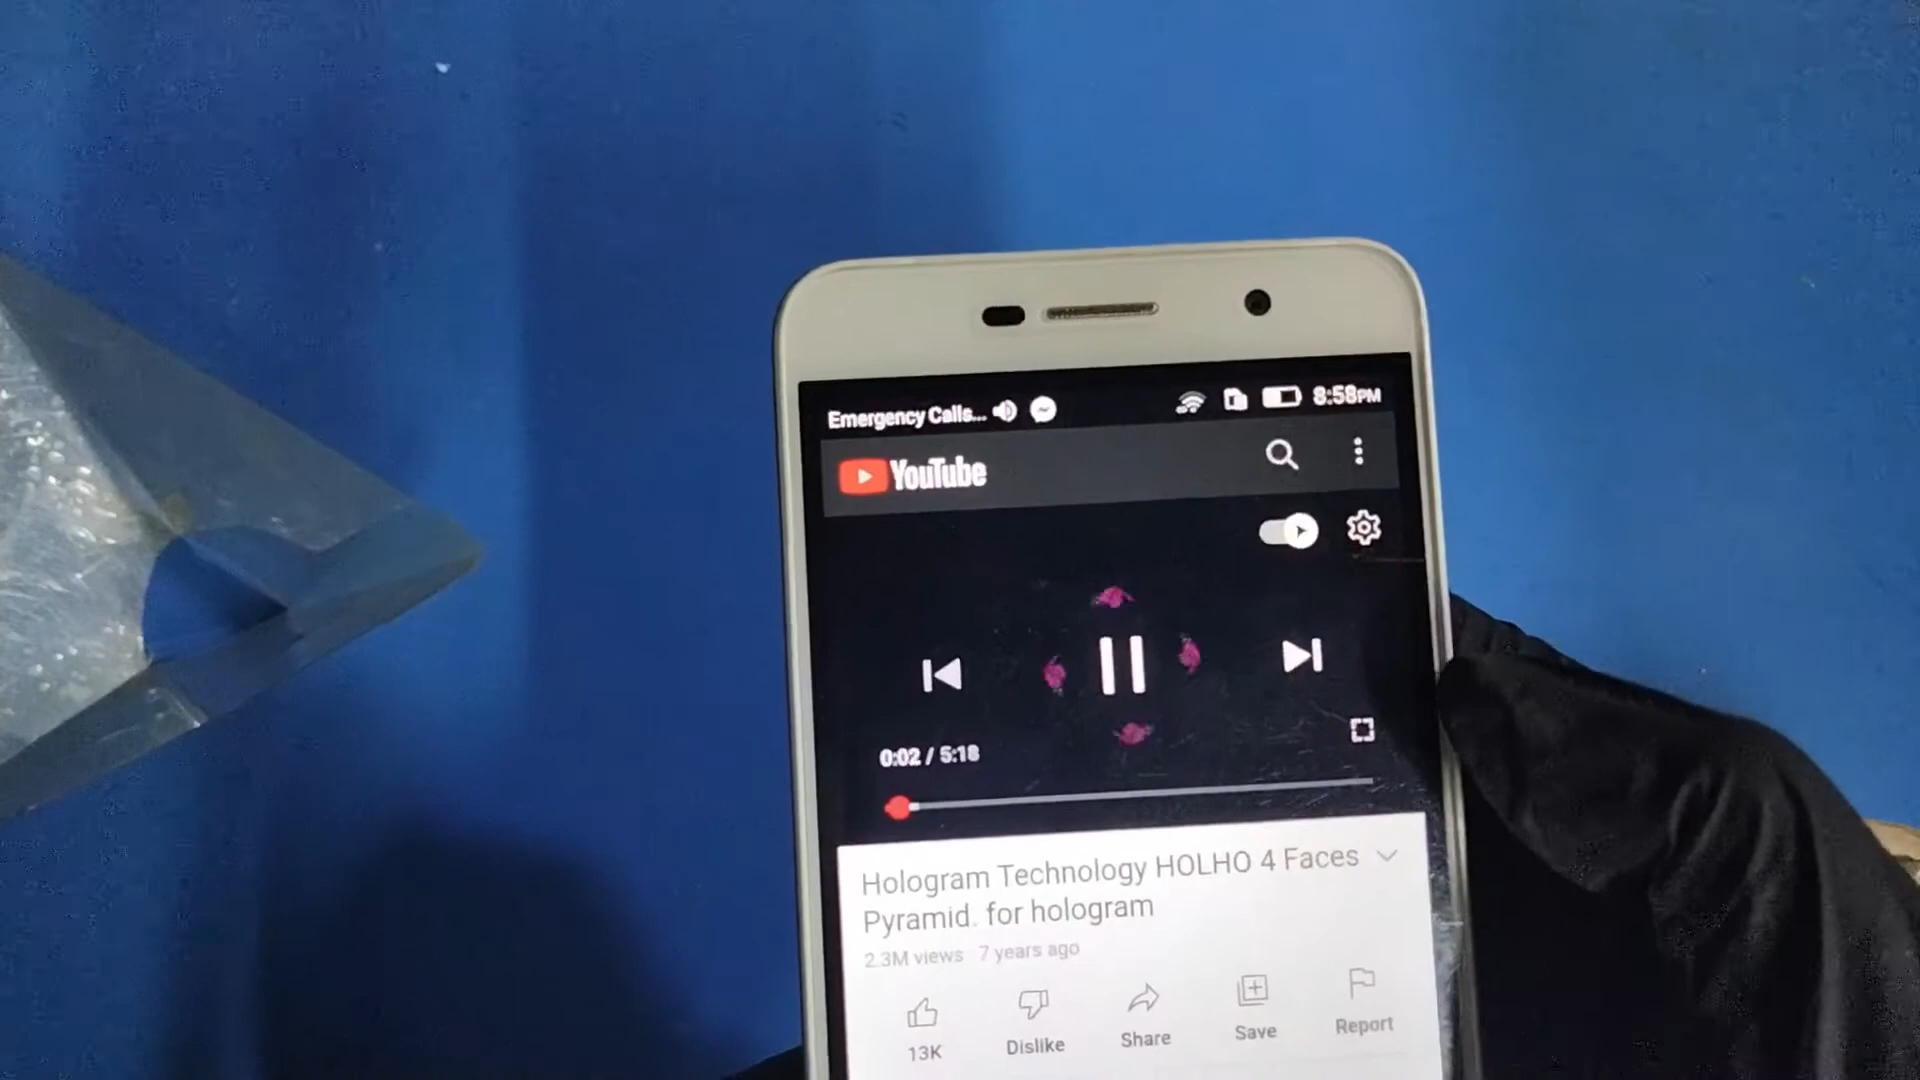 Emergency Calls... 8:58PM
YouTube
0:02 / 5:18
Hologram Technology HOLHO 4 Faces
Pyramid. for hologram
2.3M views 7 years ago
13K Dislike Share Save Report